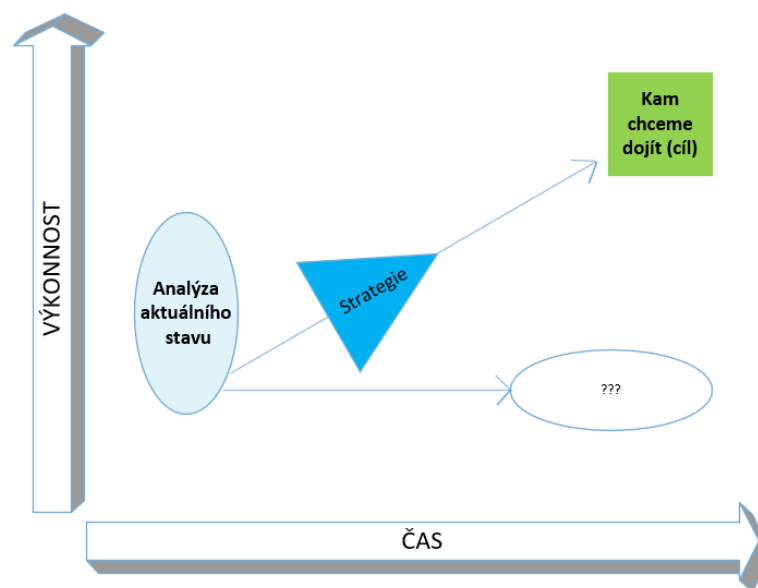 VÝKONNOST
Kam
chceme
dojít (cíl)
Analýza
aktuálního
stavu
Strategie
???
ČAS